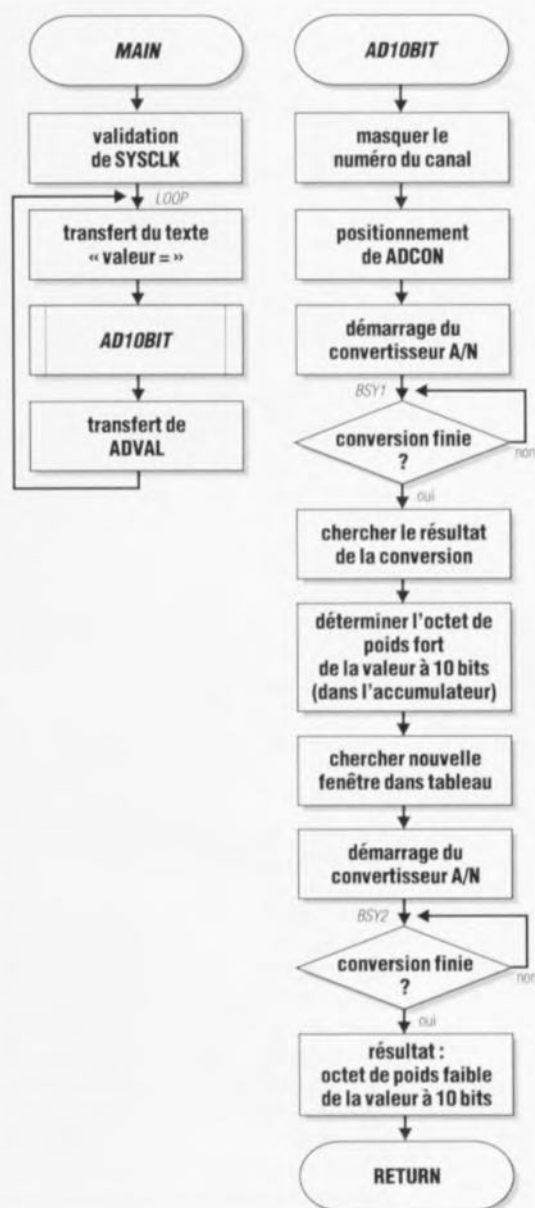 MAIN
validation
de SYSCLK
LOOP
transfert du texte
« valeur = »
AD10BIT
transfert de
ADVAL
AD10BIT
masquer le
numéro du canal
positionnement
de ADCON
démarrage du
convertisseur A/N
BSY1
conversion finie
?
non
oui
chercher le résultat
de la conversion
déterminer l'octet de
poids fort
de la valeur à 10 bits
(dans l'accumulateur)
chercher nouvelle
fenêtre dans tableau
démarrage du
convertisseur A/N
BSY2
conversion finie
?
non
oui
résultat :
octet de poids faible
de la valeur à 10 bits
RETURN